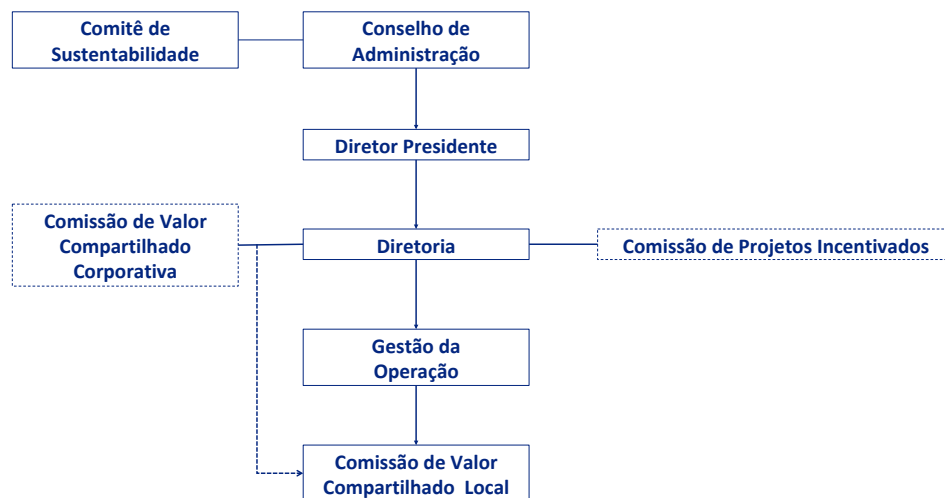 Comitê de
Sustentabilidade
Conselho de
Administração
Diretor Presidente
Comissão de Valor
Compartilhado
Corporativa
Diretoria
Comissão de Projetos Incentivados
Gestão da
Operação
Comissão de Valor
Compartilhado Local